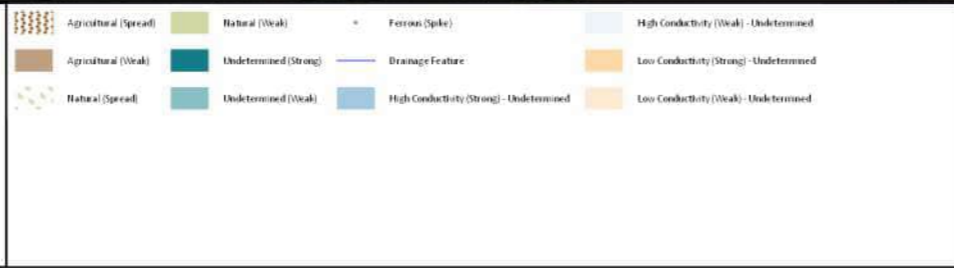 Agricultural (Spread)
Natural (Weak)
Ferrous (Spike)
High Conductivity (Weak) - Undetermined
Agricultural (Weak)
Undetermined (Strong)
Drainage Feature
Low Conductivity (Strong) - Undetermined
Natural (Spread)
Undetermined (Weak)
High Conductivity (Strong) - Undetermined
Low Conductivity (Weak) - Undetermined